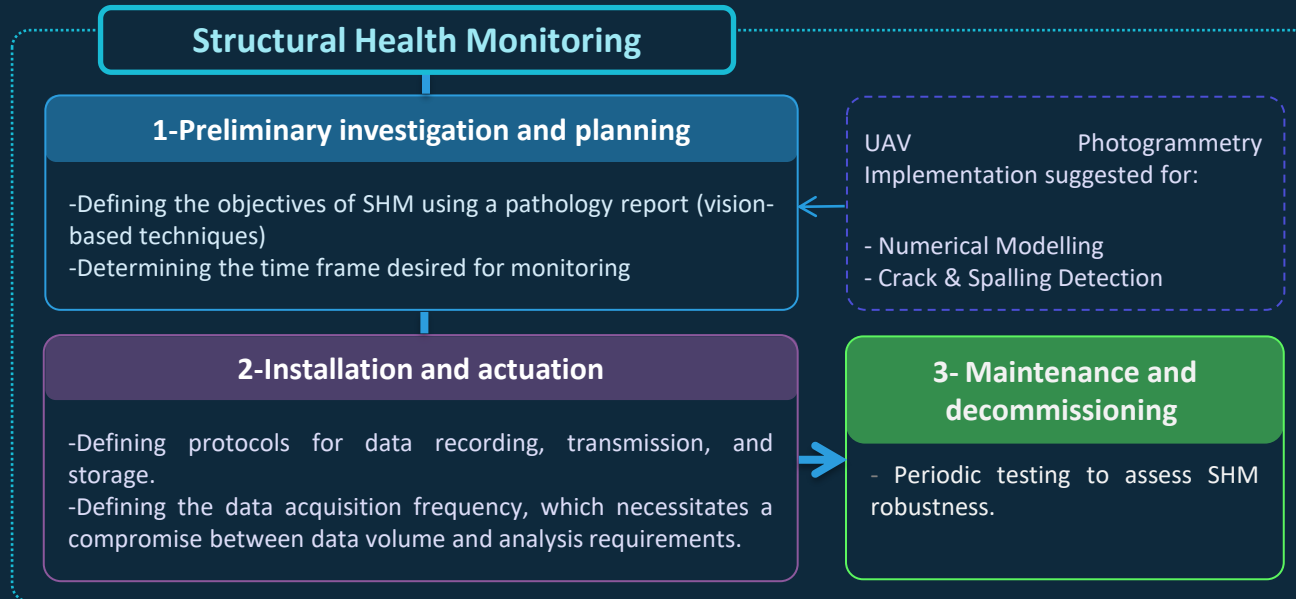 Structural Health Monitoring
1-Preliminary investigation and planning
-Defining the objectives of SHM using a pathology report (vision-
based techniques)
-Determining the time frame desired for monitoring
UAV Photogrammetry
Implementation suggested for:
- Numerical Modelling
- Crack & Spalling Detection
2-Installation and actuation
-Defining protocols for data recording, transmission, and
storage.
-Defining the data acquisition frequency, which necessitates a
compromise between data volume and analysis requirements.
3- Maintenance and
decommissioning
- Periodic testing to assess SHM
robustness.